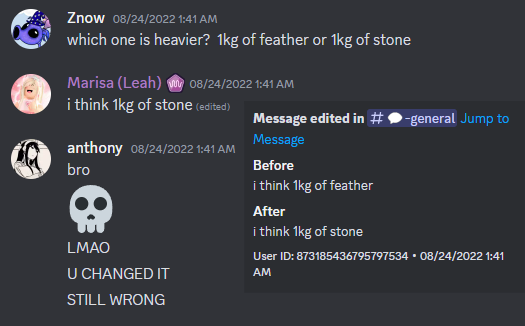 Znow 08/24/2022 1:41 AM
which one is heavier? 1kg of feather or 1kg of stone
Marisa (Leah) 08/24/2022 1:41 AM
i think 1kg of stone (edited)
anthony 08/24/2022 1:41 AM
bro
LMAO
U CHANGED IT
STILL WRONG
Message edited in # 💬-general Jump to
Message
Before
i think 1kg of feather
After
i think 1kg of stone
User ID: 873185436795797534 • 08/24/2022 1:41
AM